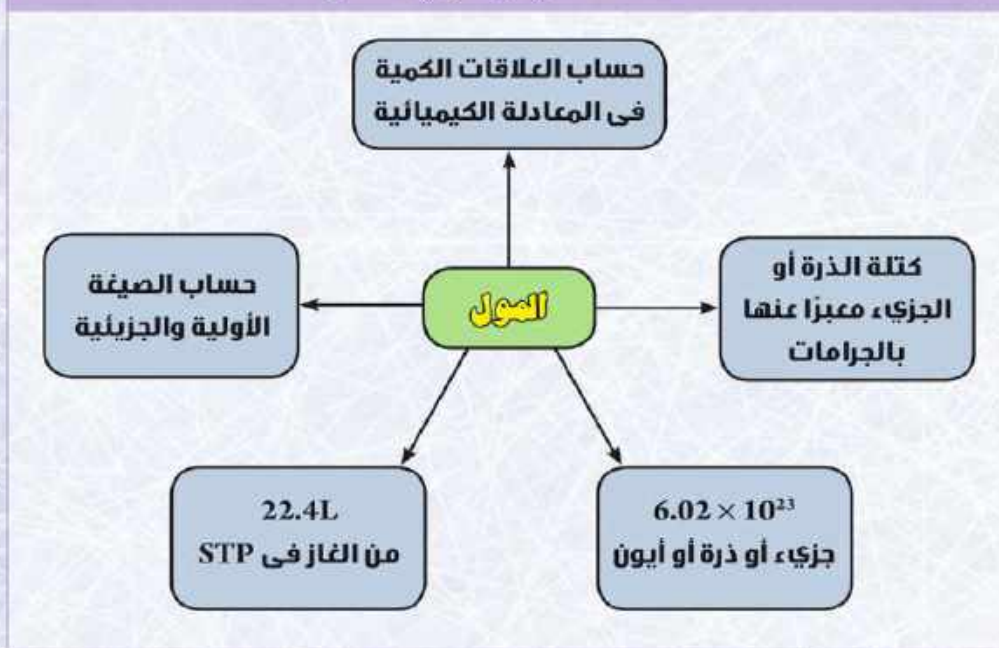 حساب العلاقات الكمية
فى المعادلة الكيميائية
كتلة الذرة أو
الجزيء معبرًا عنها
بالجرامات
المول
حساب الصيغة
الأولية والجزيئية
6.02 × 10²³
جزيء أو ذرة أو أيون
22.4L
من الغاز فى STP